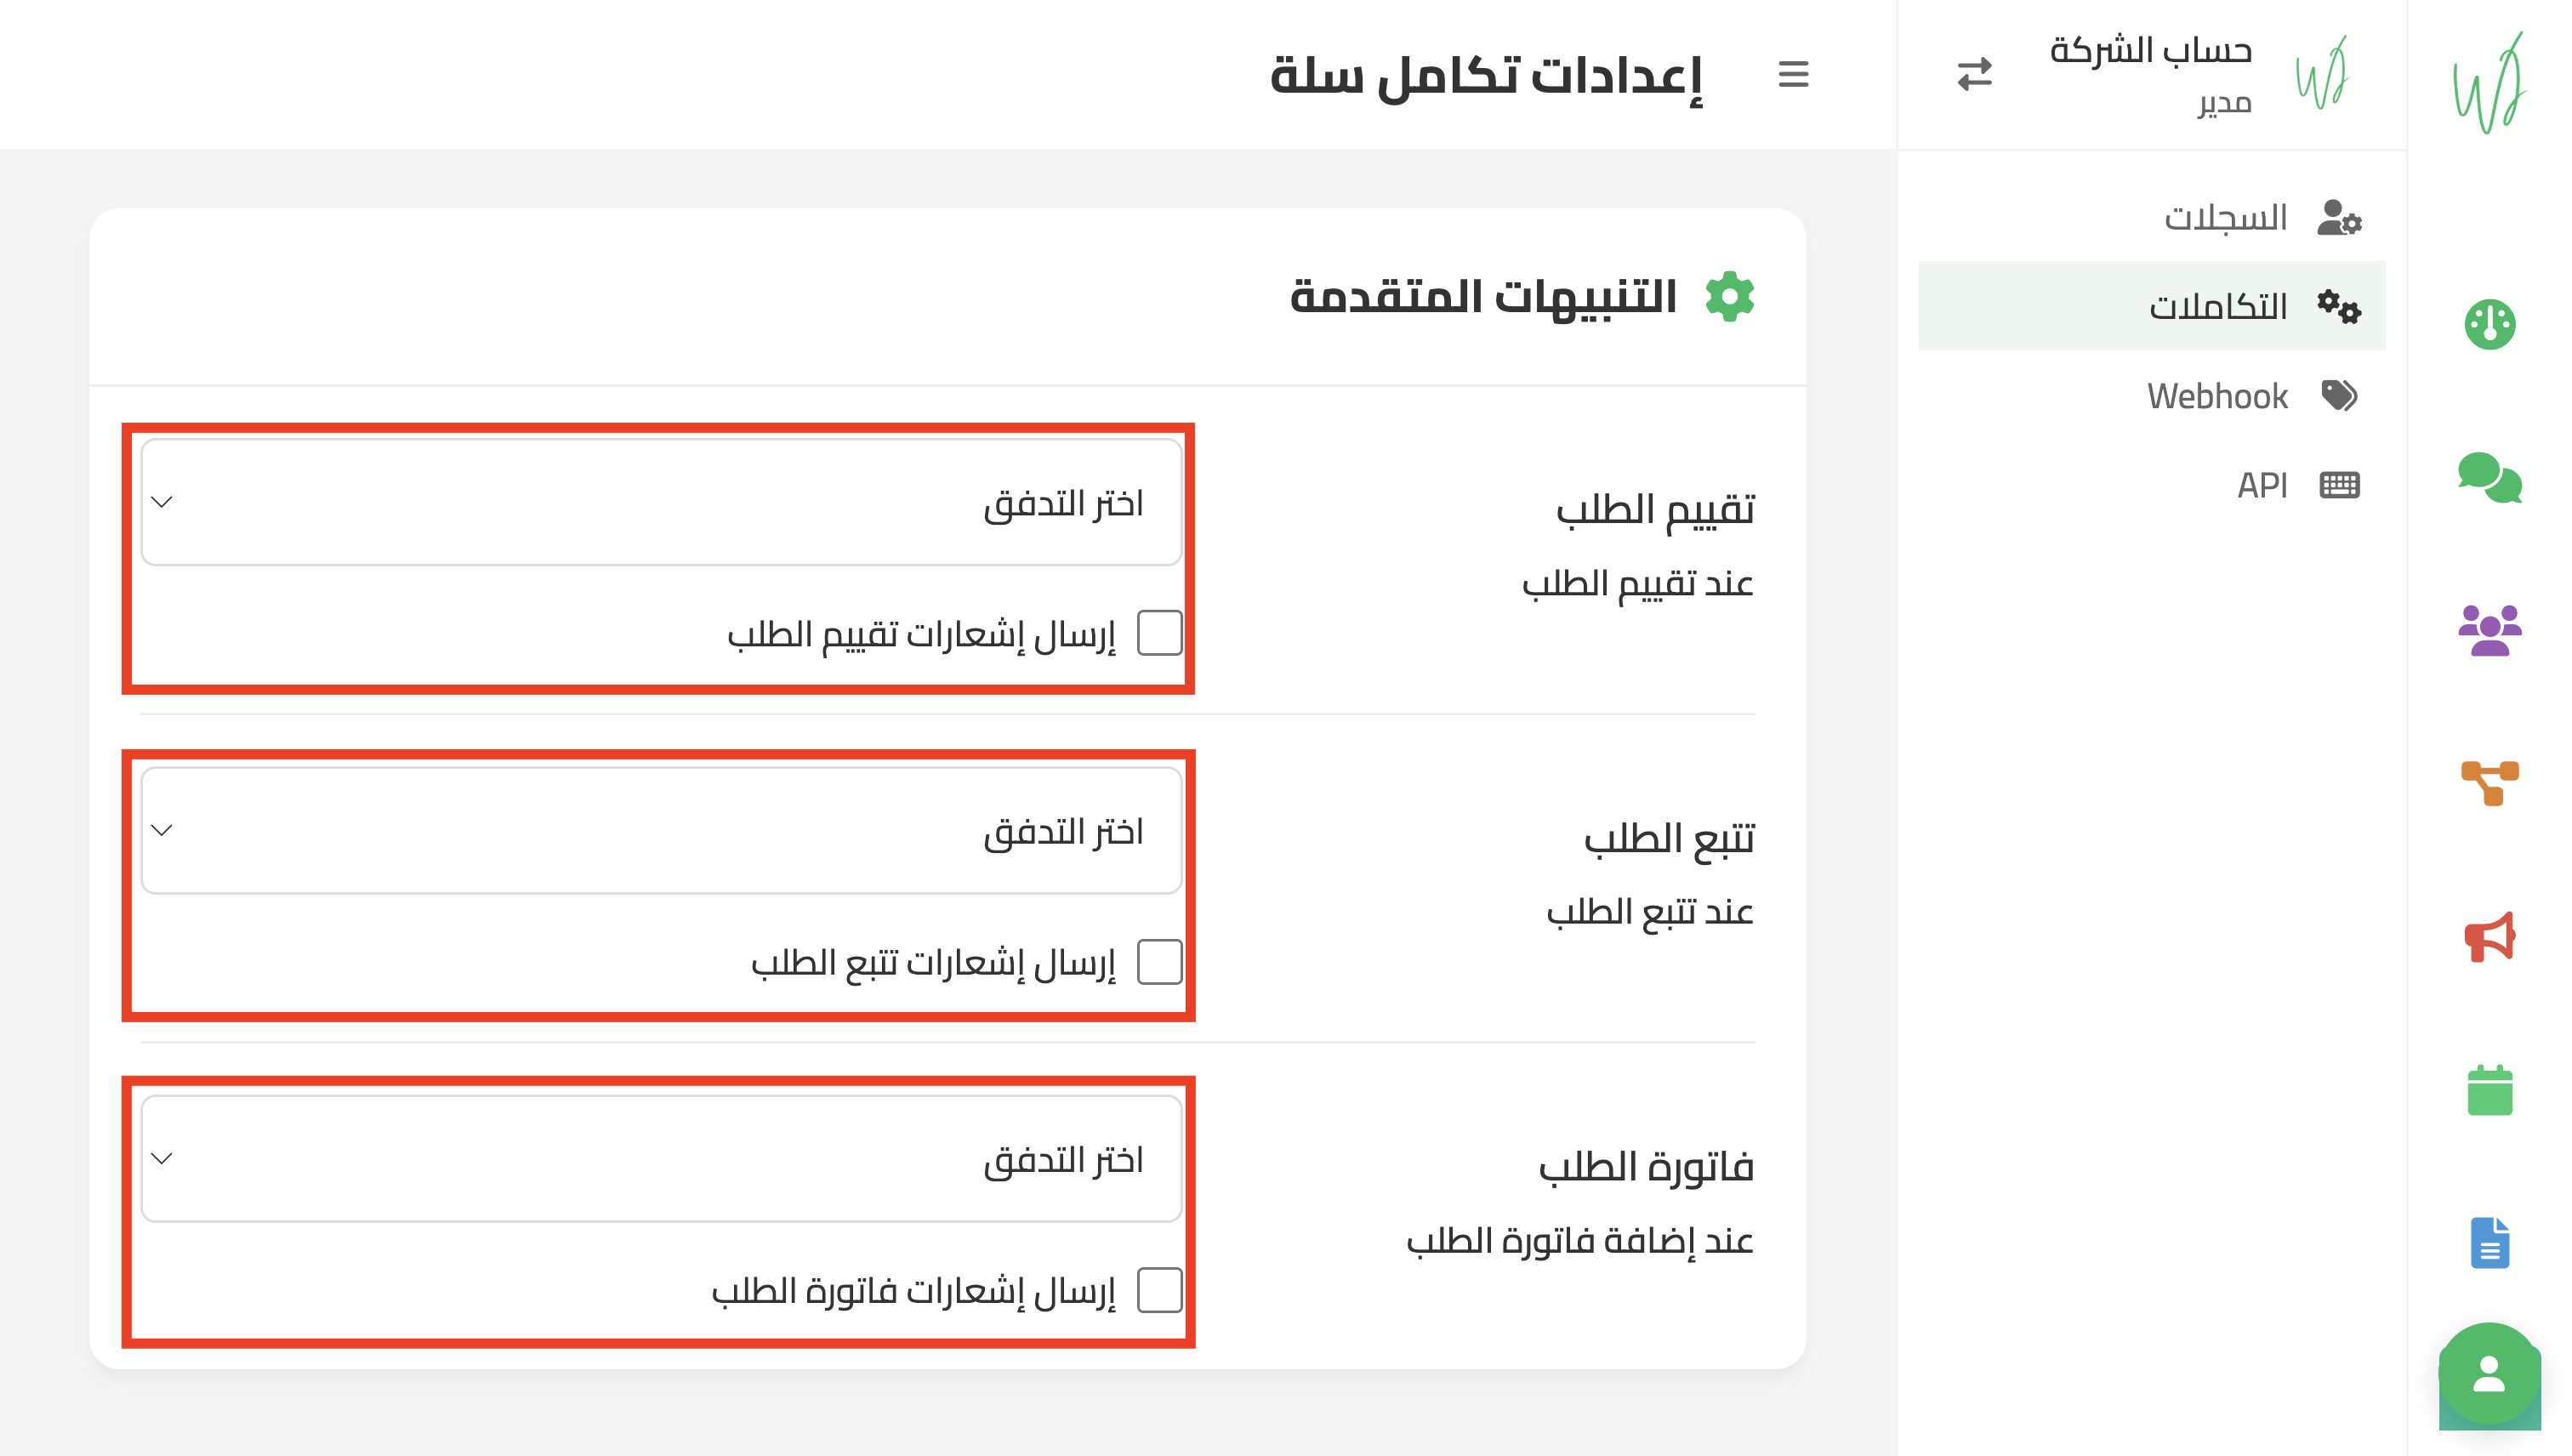 حساب الشركة
مدير
السجلات
التكاملات
Webhook
API
إعدادات تكامل سلة
التنبيهات المتقدمة
تقييم الطلب
عند تقييم الطلب
اختر التدفق
إرسال إشعارات تقييم الطلب
تتبع الطلب
عند تتبع الطلب
اختر التدفق
إرسال إشعارات تتبع الطلب
فاتورة الطلب
عند إضافة فاتورة الطلب
اختر التدفق
إرسال إشعارات فاتورة الطلب